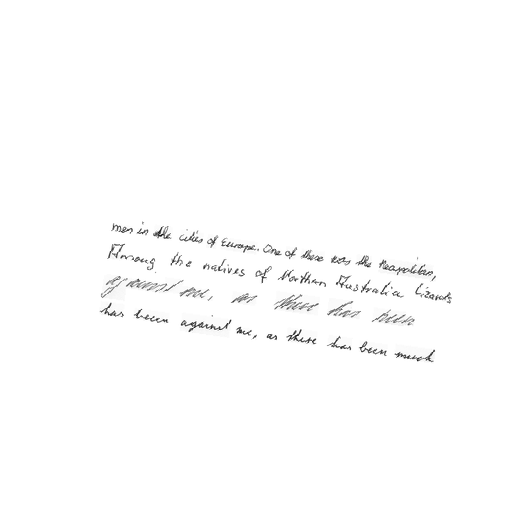 men in the cities of Europe. One of these was the Neapolitan,
Among the natives of Northern Australia Lizards
against me, as there has been
has been against me, as there has been much